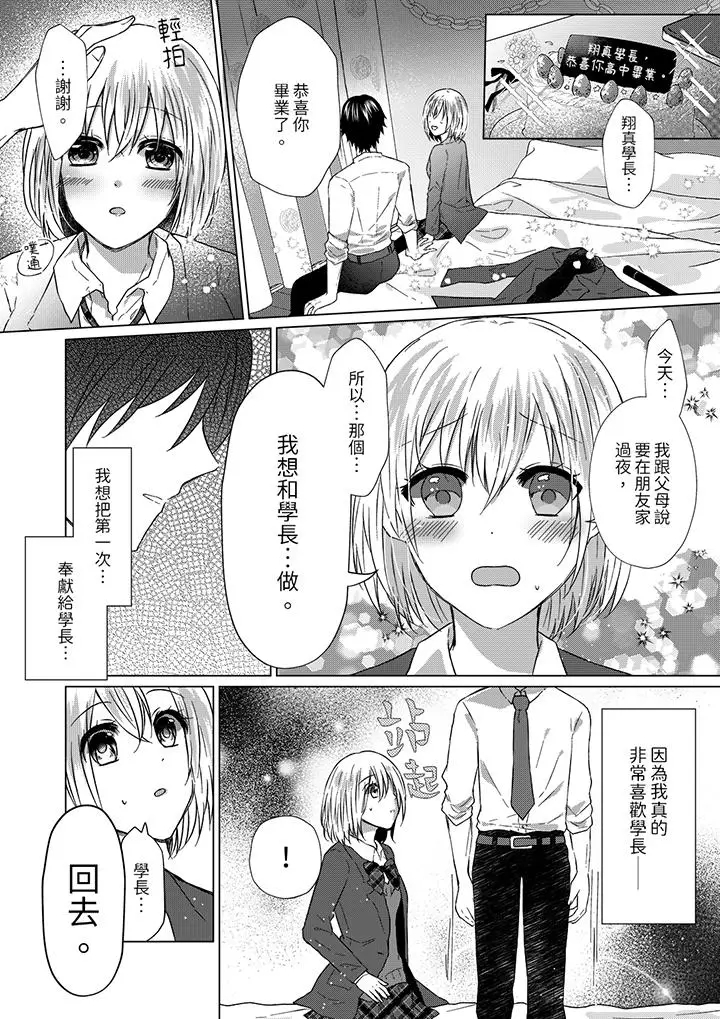 翔真學長，
恭喜你高中畢業。
翔真學長…
恭喜你
畢業了。
輕拍
…謝謝。
噗通
今天…
我跟父母說
要在朋友家
過夜，
所以…那個…
我想和學長…做。
我想把第一次…
奉獻給學長…
因為我真的
非常喜歡學長——
站起
！
學長…
回去。